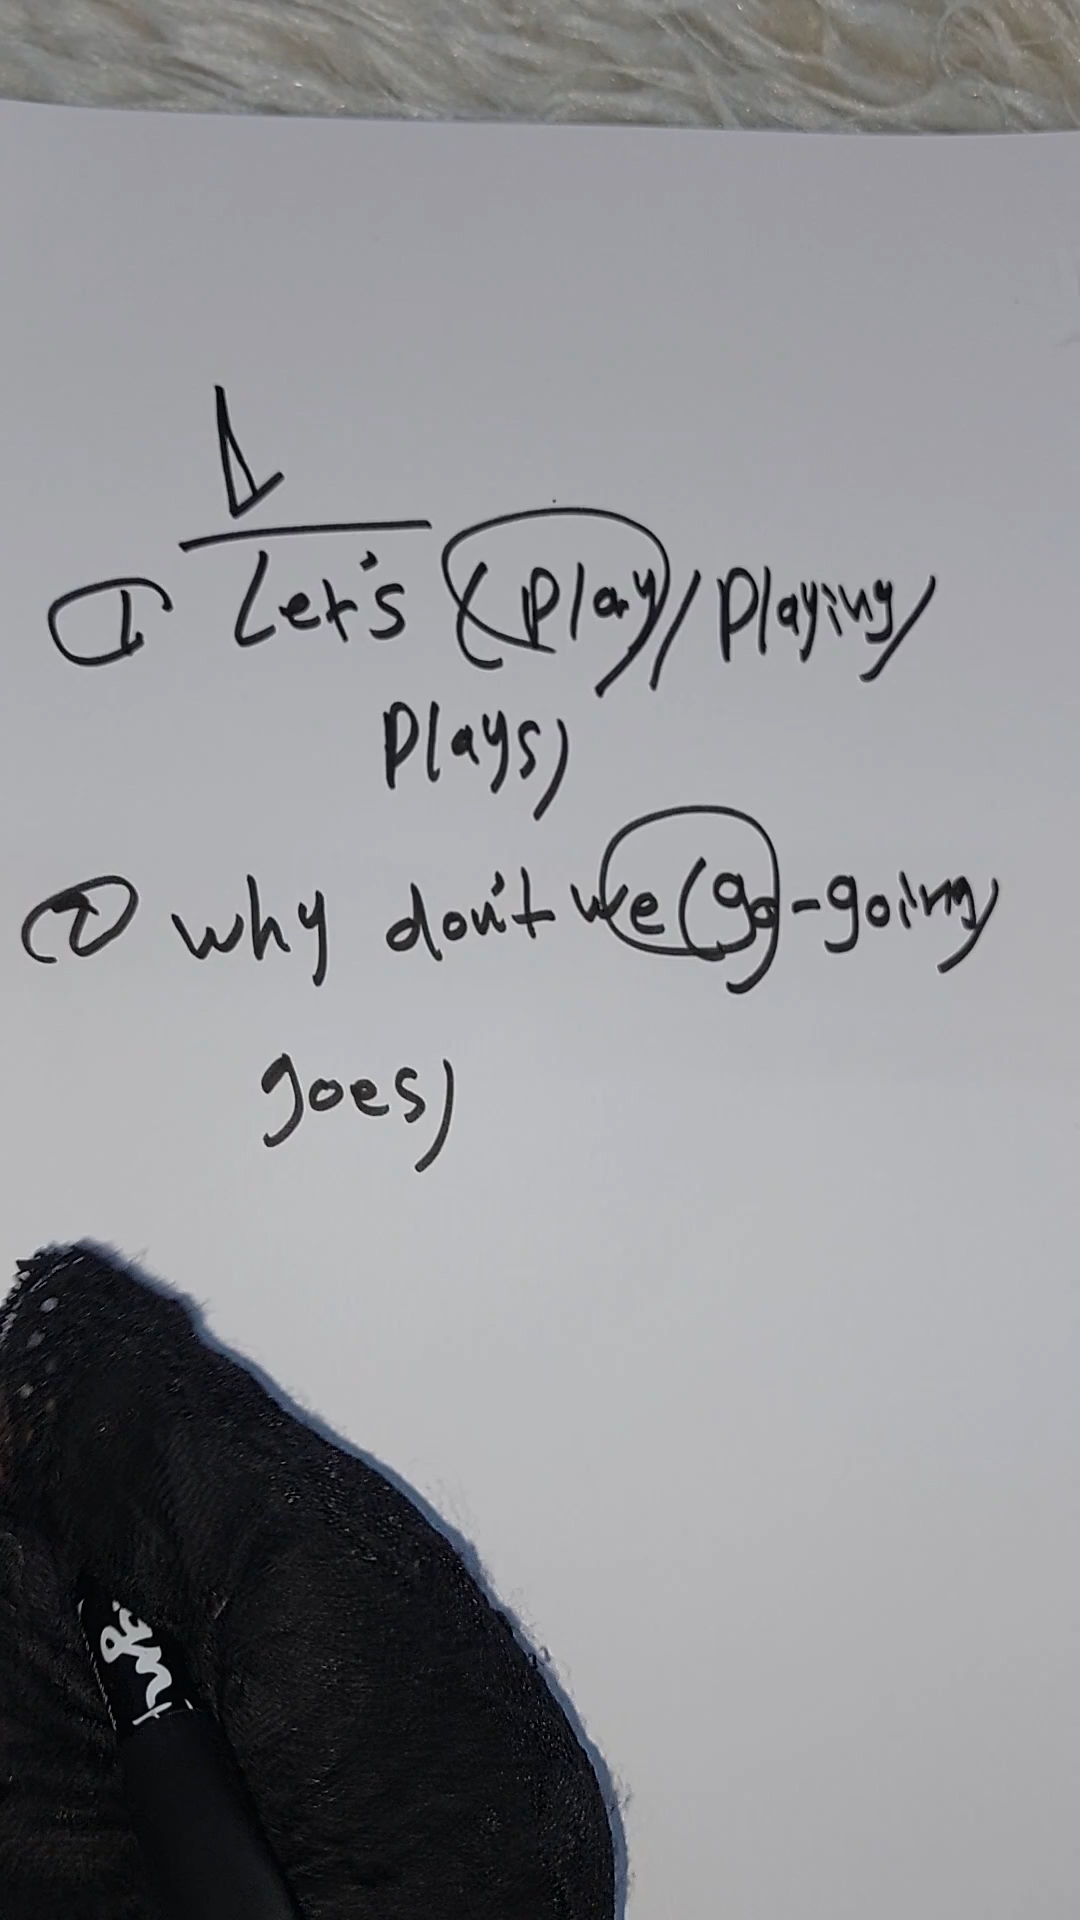 ① Let's (play/playing/
plays)
② why don't we (go-going
goes)